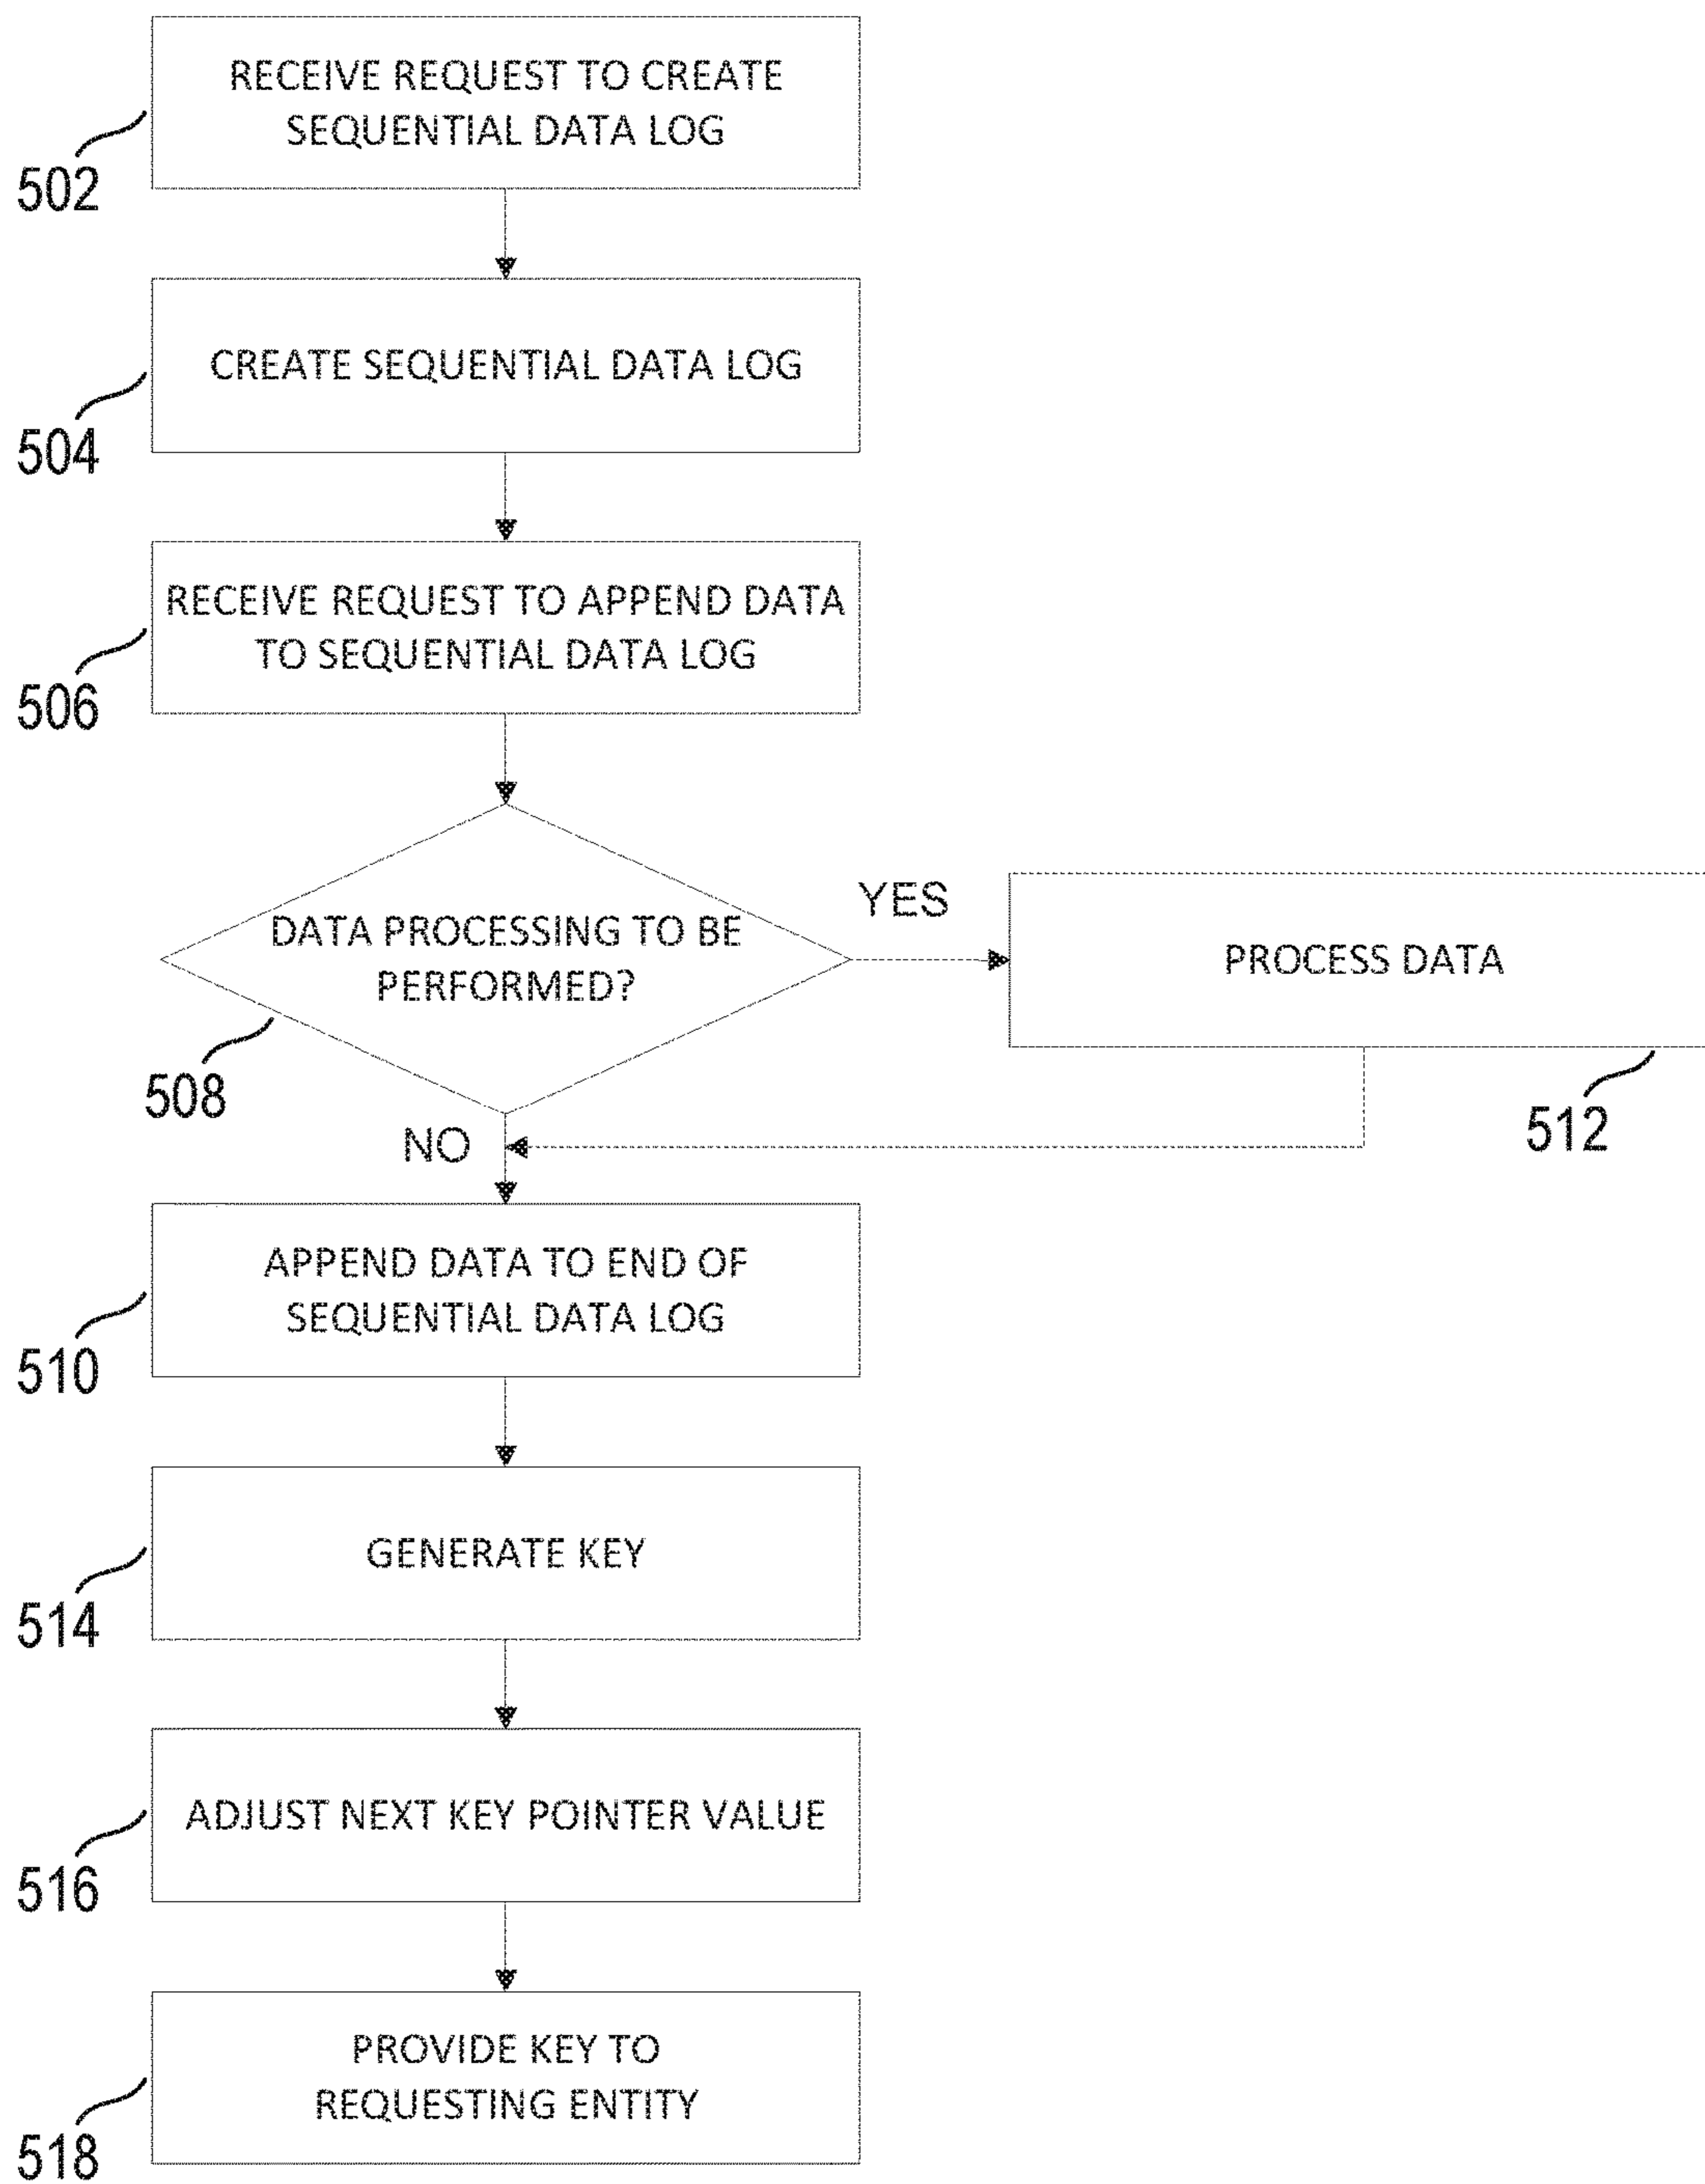 RECEIVE REQUEST TO CREATE
SEQUENTIAL DATA LOG
502
CREATE SEQUENTIAL DATA LOG
504
RECEIVE REQUEST TO APPEND DATA
TO SEQUENTIAL DATA LOG
506
DATA PROCESSING TO BE
PERFORMED?
508
YES
PROCESS DATA
512
NO
APPEND DATA TO END OF
SEQUENTIAL DATA LOG
510
GENERATE KEY
514
ADJUST NEXT KEY POINTER VALUE
516
PROVIDE KEY TO
REQUESTING ENTITY
518